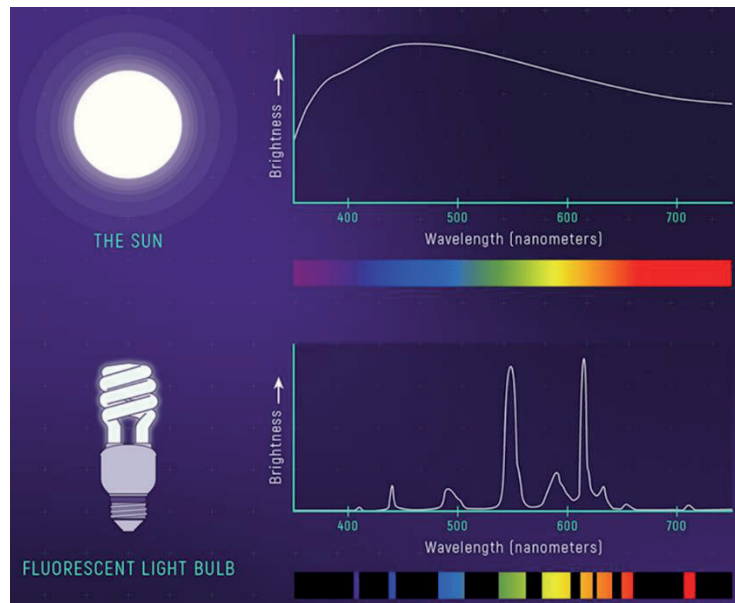 Brightness →
400 500 600 700
Wavelength (nanometers)
THE SUN
Brightness →
400 500 600 700
Wavelength (nanometers)
FLUORESCENT LIGHT BULB